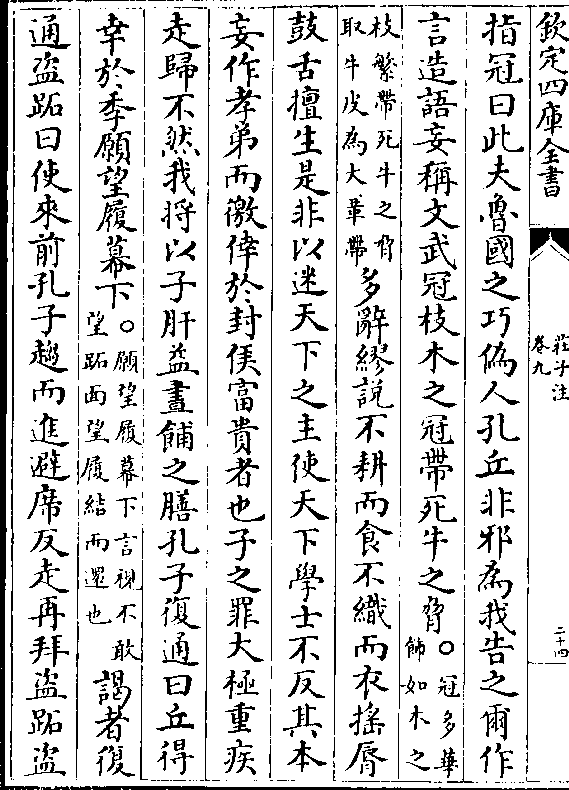 欽定四庫全書
莊子注
卷九
二十四
指冠曰此夫魯國之巧偽人孔丘非邪為我告之爾作
言造語妄稱文武冠枝木之冠帶死牛之脅○冠多華飾如木之
枝繁帶死牛之脅取牛皮為大革帶多辭繆說不耕而食不織而衣搖脣
鼓舌擅生是非以迷天下之主使天下學士不反其本
妄作孝弟而徼倖於封侯富貴者也子之罪大極重疾
走歸不然我將以子肝益晝餔之膳孔子復通曰丘得
幸於季願望履幕下○願望履幕下言視不敢望跖面望履結而還也謁者復
通盜跖曰使來前孔子趨而進避席反走再拜盜跖盜